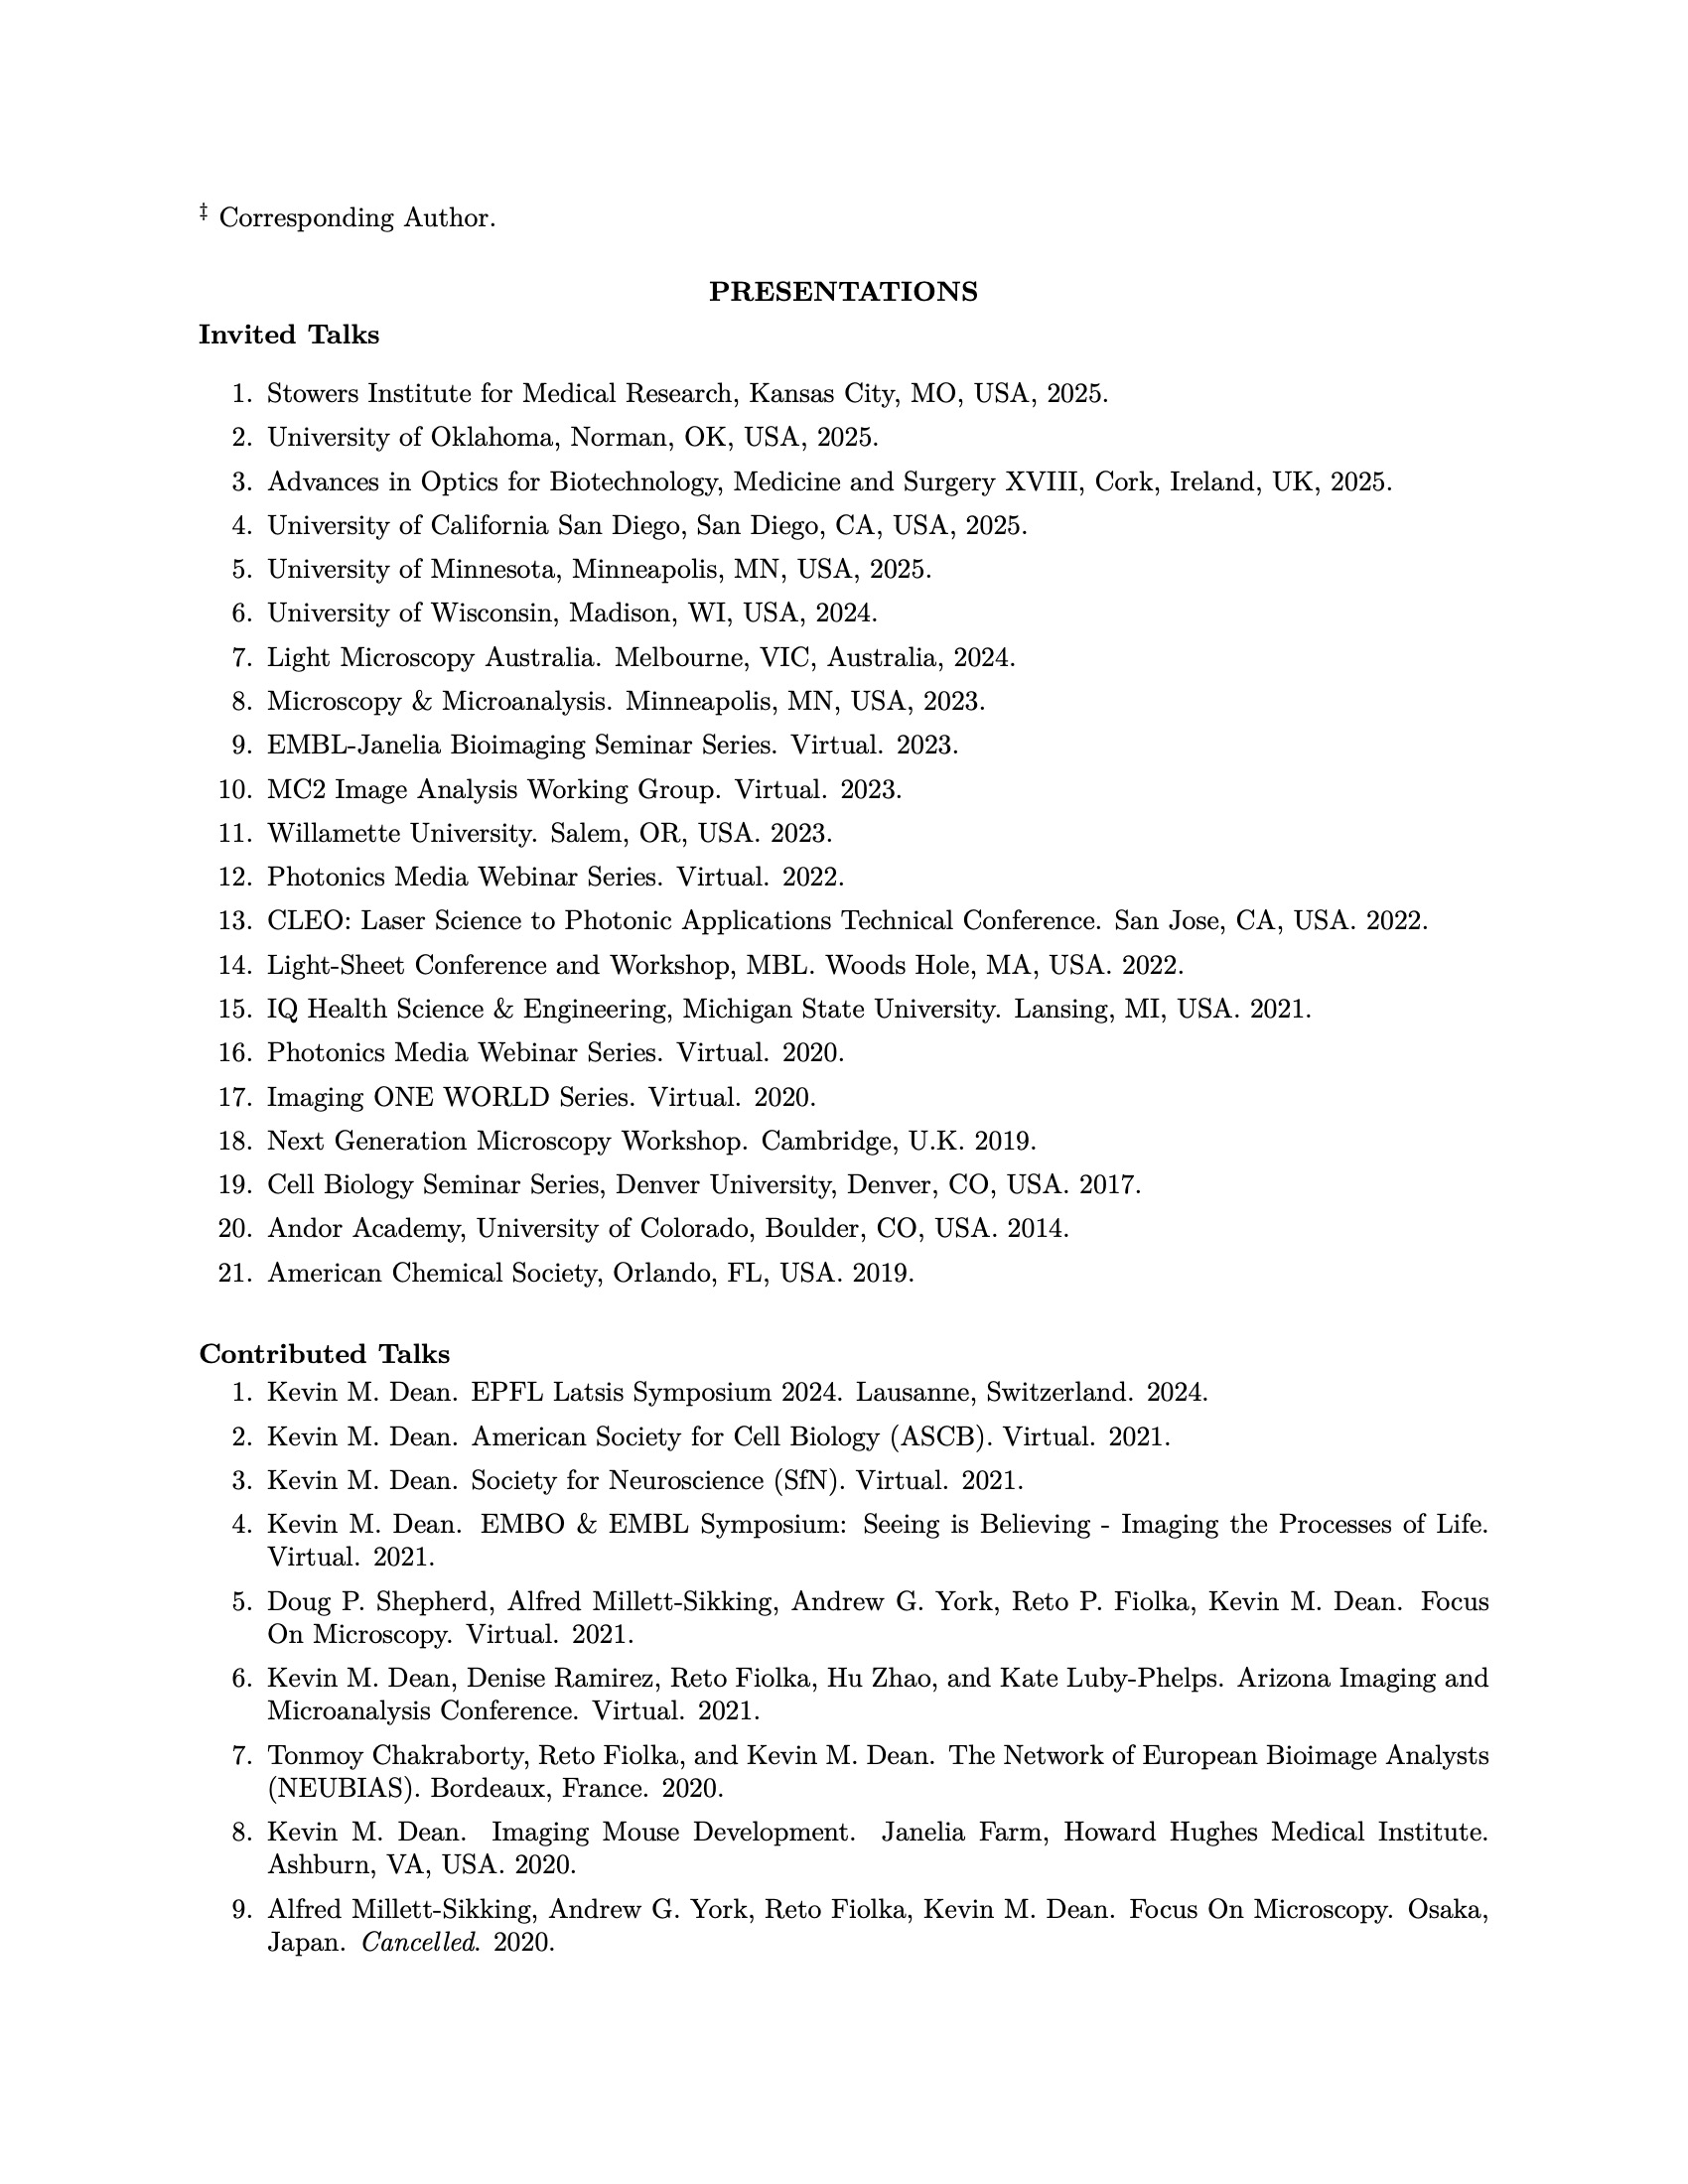 ‡ Corresponding Author.
PRESENTATIONS
Invited Talks
1. Stowers Institute for Medical Research, Kansas City, MO, USA, 2025.
2. University of Oklahoma, Norman, OK, USA, 2025.
3. Advances in Optics for Biotechnology, Medicine and Surgery XVIII, Cork, Ireland, UK, 2025.
4. University of California San Diego, San Diego, CA, USA, 2025.
5. University of Minnesota, Minneapolis, MN, USA, 2025.
6. University of Wisconsin, Madison, WI, USA, 2024.
7. Light Microscopy Australia. Melbourne, VIC, Australia, 2024.
8. Microscopy & Microanalysis. Minneapolis, MN, USA, 2023.
9. EMBL-Janelia Bioimaging Seminar Series. Virtual. 2023.
10. MC2 Image Analysis Working Group. Virtual. 2023.
11. Willamette University. Salem, OR, USA. 2023.
12. Photonics Media Webinar Series. Virtual. 2022.
13. CLEO: Laser Science to Photonic Applications Technical Conference. San Jose, CA, USA. 2022.
14. Light-Sheet Conference and Workshop, MBL. Woods Hole, MA, USA. 2022.
15. IQ Health Science & Engineering, Michigan State University. Lansing, MI, USA. 2021.
16. Photonics Media Webinar Series. Virtual. 2020.
17. Imaging ONE WORLD Series. Virtual. 2020.
18. Next Generation Microscopy Workshop. Cambridge, U.K. 2019.
19. Cell Biology Seminar Series, Denver University, Denver, CO, USA. 2017.
20. Andor Academy, University of Colorado, Boulder, CO, USA. 2014.
21. American Chemical Society, Orlando, FL, USA. 2019.
Contributed Talks
1. Kevin M. Dean. EPFL Latsis Symposium 2024. Lausanne, Switzerland. 2024.
2. Kevin M. Dean. American Society for Cell Biology (ASCB). Virtual. 2021.
3. Kevin M. Dean. Society for Neuroscience (SfN). Virtual. 2021.
4. Kevin M. Dean. EMBO & EMBL Symposium: Seeing is Believing - Imaging the Processes of Life.
Virtual. 2021.
5. Doug P. Shepherd, Alfred Millett-Sikking, Andrew G. York, Reto P. Fiolka, Kevin M. Dean. Focus
On Microscopy. Virtual. 2021.
6. Kevin M. Dean, Denise Ramirez, Reto Fiolka, Hu Zhao, and Kate Luby-Phelps. Arizona Imaging and
Microanalysis Conference. Virtual. 2021.
7. Tonmoy Chakraborty, Reto Fiolka, and Kevin M. Dean. The Network of European Bioimage Analysts
(NEUBIAS). Bordeaux, France. 2020.
8. Kevin M. Dean. Imaging Mouse Development. Janelia Farm, Howard Hughes Medical Institute.
Ashburn, VA, USA. 2020.
9. Alfred Millett-Sikking, Andrew G. York, Reto Fiolka, Kevin M. Dean. Focus On Microscopy. Osaka,
Japan. Cancelled. 2020.